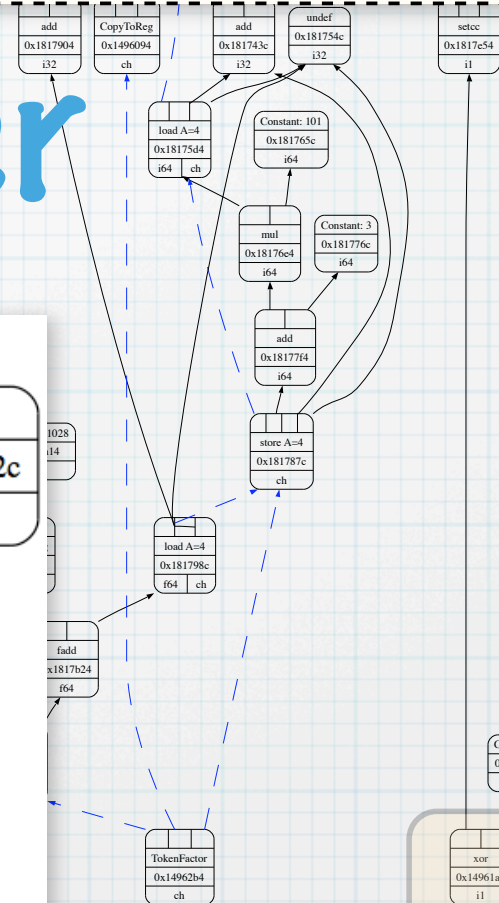 add
0x1817904
i32
CopyToReg
0x1496094
ch
add
0x181743c
i32
undef
0x181754c
i32
setcc
0x1817e54
i1
load A=4
0x18175d4
i64 ch
Constant: 101
0x181765c
i64
mul
0x18176e4
i64
Constant: 3
0x181776c
i64
add
0x18177f4
i64
store A=4
0x181787c
ch
1028
2c
load A=4
0x181798c
f64 ch
fadd
x1817b24
f64
TokenFactor
0x14962b4
ch
xor
0x14961a
i1